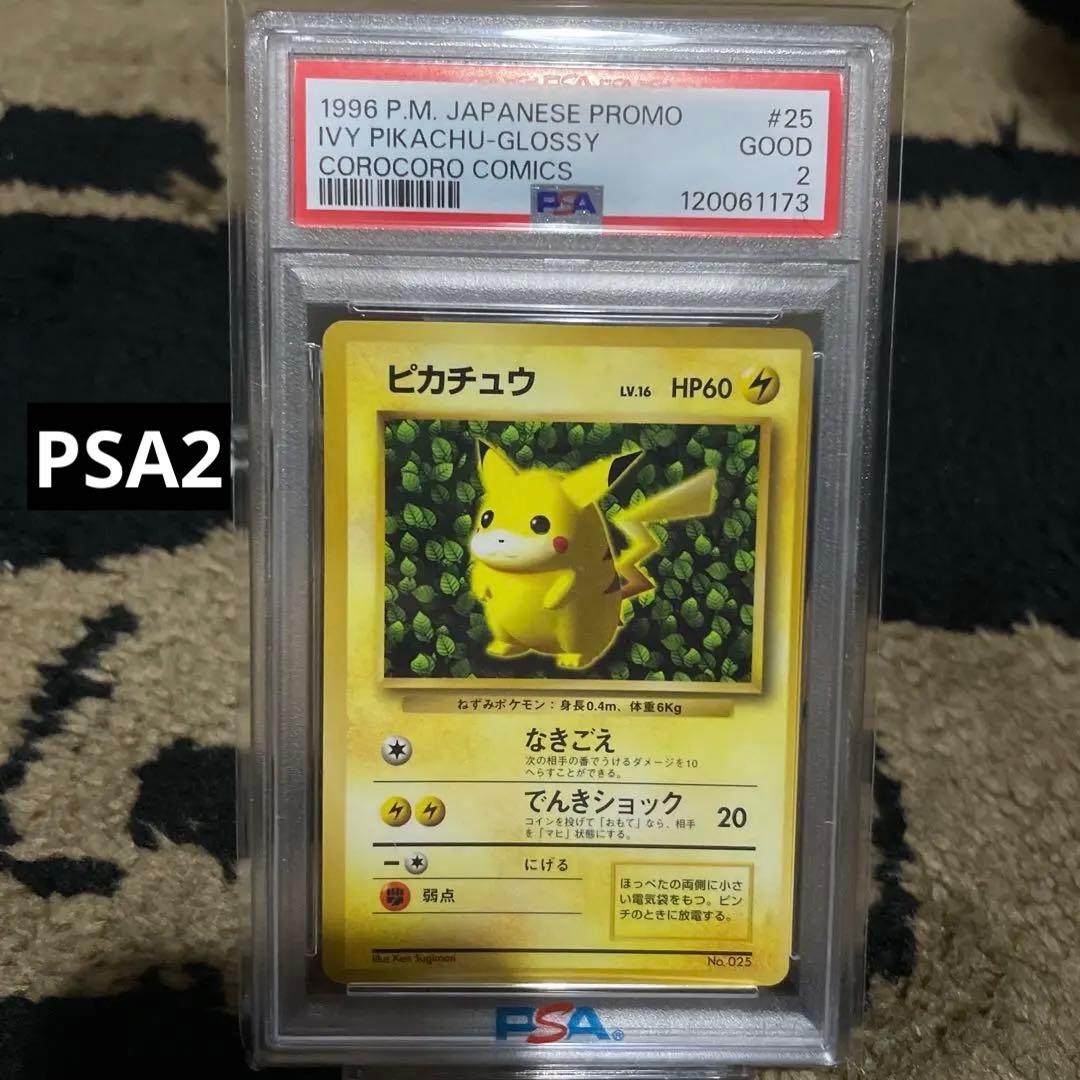 1996 P.M. JAPANESE PROMO #25
IVY PIKACHU-GLOSSY GOOD
COROCORO COMICS 2
PSA 120061173
PSA2
ピカチュウ LV.16 HP60
ねずみポケモン:身長0.4m、体重6Kg
なきごえ
次の相手の番でうけるダメージを10
へらすことができる。
でんきショック 20
コインを投げて「おもて」なら、相手
を「マヒ」状態にする。
にげる
弱点
ほっぺたの両側に小さ
い電気袋をもつ。ピン
チのときに放電する。
Illus Ken Sugimori No. 025
PSA®